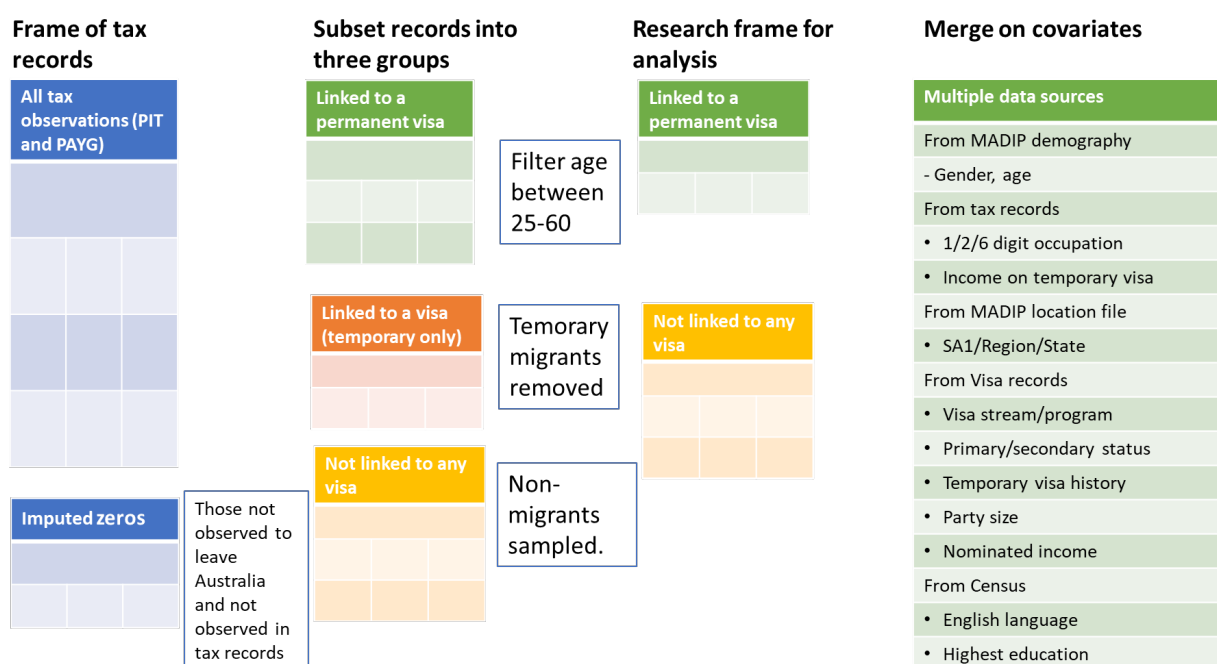 Frame of tax
records
All tax
observations (PIT
and PAYG)
Imputed zeros
Those not
observed to
leave
Australia
and not
observed in
tax records
Subset records into
three groups
Linked to a
permanent visa
Linked to a visa
(temporary only)
Not linked to any
visa
Filter age
between
25-60
Temorary
migrants
removed
Non-
migrants
sampled.
Research frame for
analysis
Linked to a
permanent visa
Not linked to any
visa
Merge on covariates
Multiple data sources
From MADIP demography
- Gender, age
From tax records
• 1/2/6 digit occupation
• Income on temporary visa
From MADIP location file
• SA1/Region/State
From Visa records
• Visa stream/program
• Primary/secondary status
• Temporary visa history
• Party size
• Nominated income
From Census
• English language
• Highest education